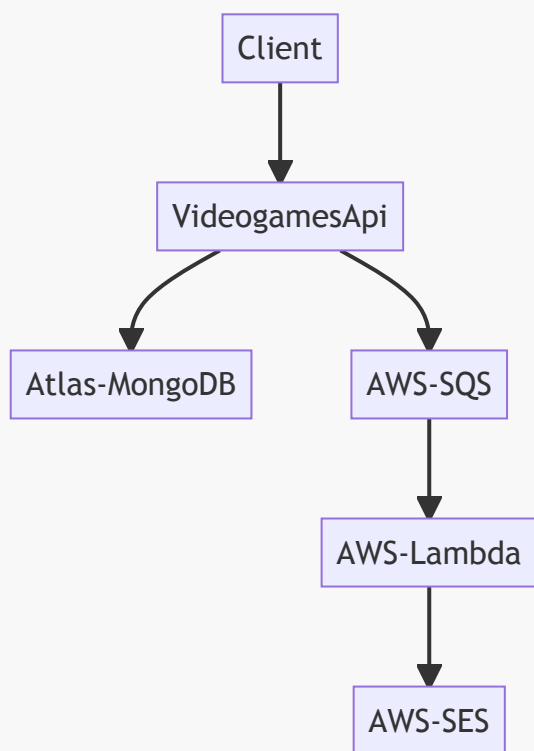 Client
VideogamesApi
Atlas-MongoDB
AWS-SQS
AWS-Lambda
AWS-SES